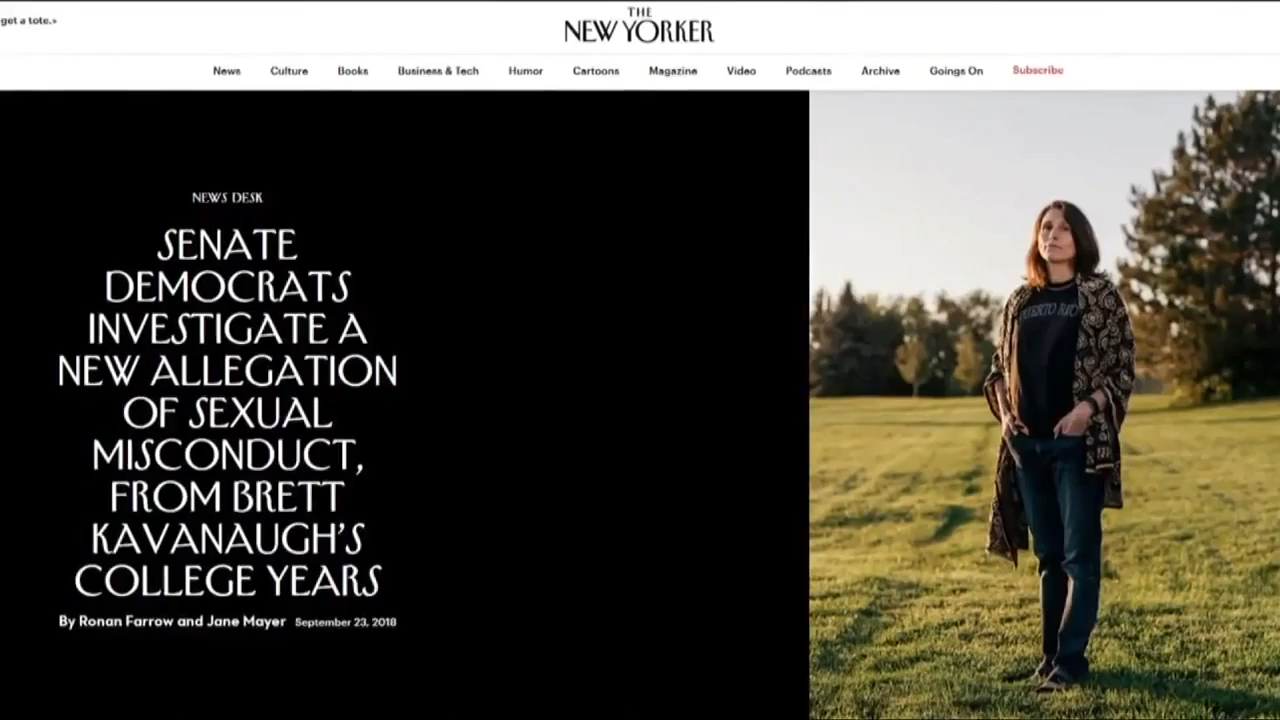 get a tote.»
THE
NEW YORKER
News Culture Books Business & Tech Humor Cartoons Magazine Video Podcasts Archive Goings On Subscribe
NEWS DESK
SENATE
DEMOCRATS
INVESTIGATE A
NEW ALLEGATION
OF SEXUAL
MISCONDUCT,
FROM BRETT
KAVANAUGH'S
COLLEGE YEARS
By Ronan Farrow and Jane Mayer September 23, 2018
PUERTO RICO